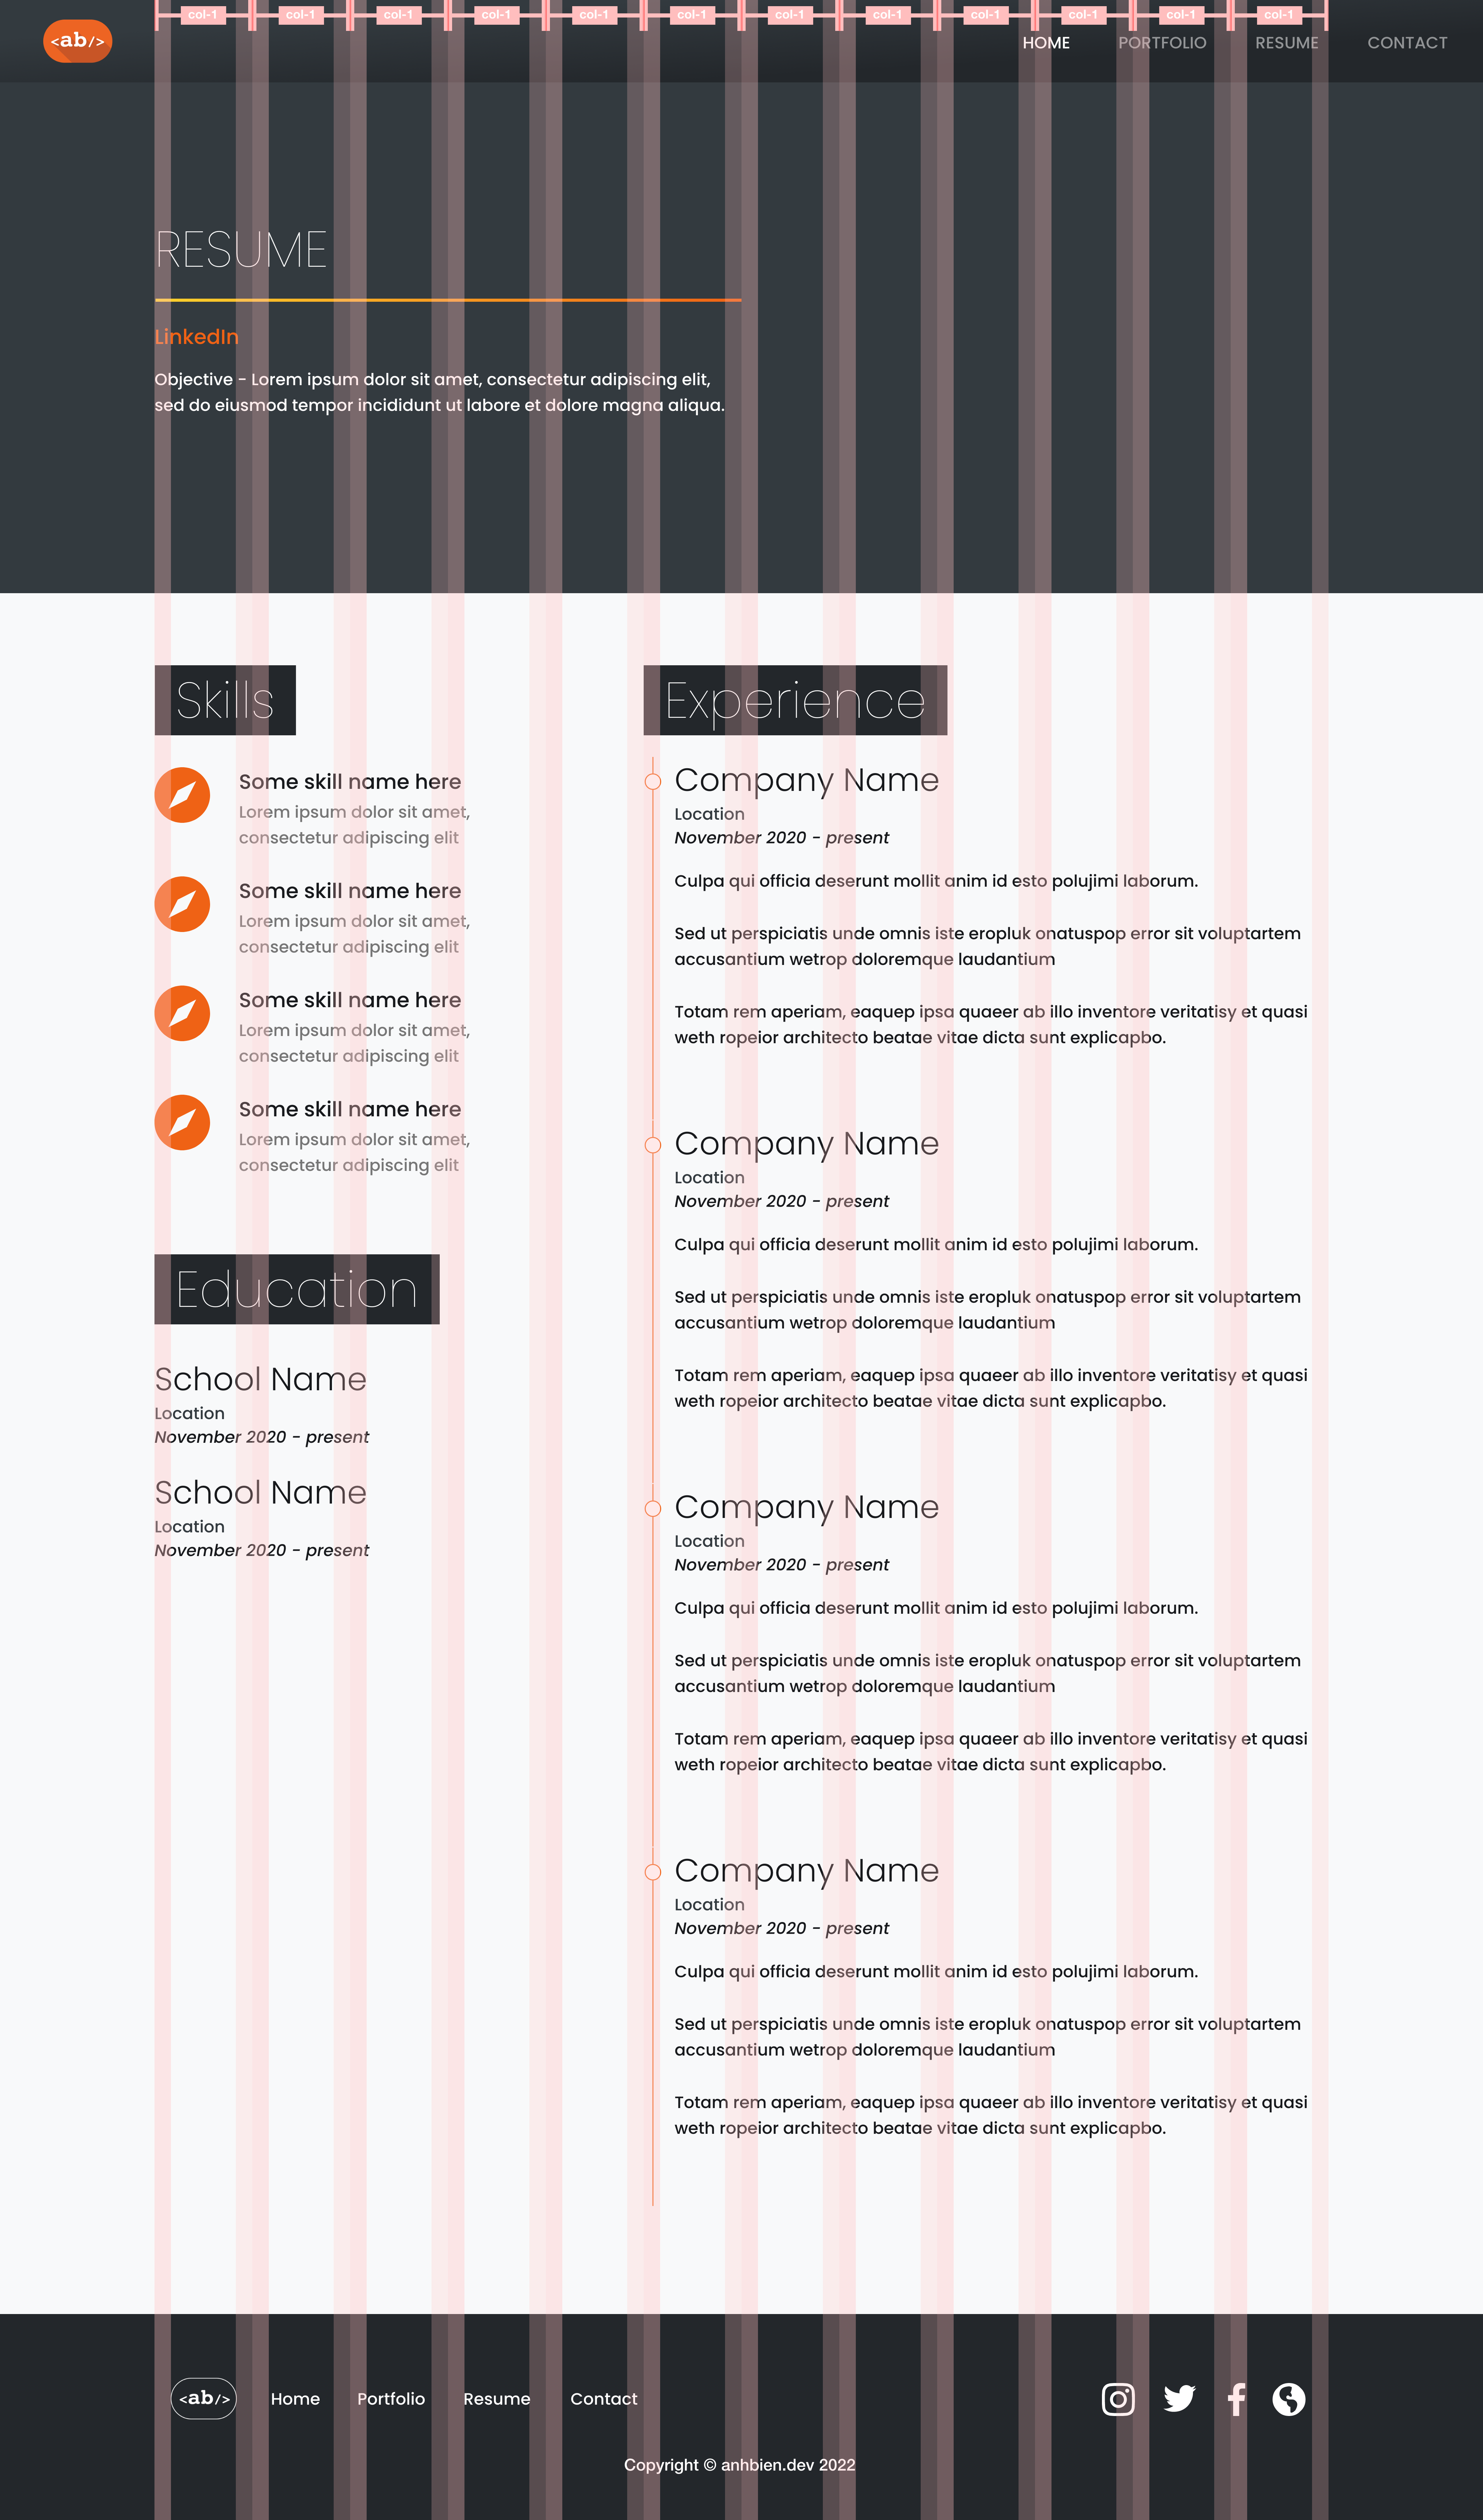 col-1 col-1 col-1 col-1 col-1 col-1 col-1 col-1 col-1 col-1 col-1 col-1
<ab/>
HOME PORTFOLIO RESUME CONTACT
RESUME
LinkedIn
Objective - Lorem ipsum dolor sit amet, consectetur adipiscing elit,
sed do eiusmod tempor incididunt ut labore et dolore magna aliqua.
Skills
Some skill name here
Lorem ipsum dolor sit amet,
consectetur adipiscing elit
Some skill name here
Lorem ipsum dolor sit amet,
consectetur adipiscing elit
Some skill name here
Lorem ipsum dolor sit amet,
consectetur adipiscing elit
Some skill name here
Lorem ipsum dolor sit amet,
consectetur adipiscing elit
Education
School Name
Location
November 2020 - present
School Name
Location
November 2020 - present
Experience
Company Name
Location
November 2020 - present
Culpa qui officia deserunt mollit anim id esto polujimi laborum.
Sed ut perspiciatis unde omnis iste eropluk onatuspop error sit voluptartem
accusantium wetrop doloremque laudantium
Totam rem aperiam, eaquep ipsa quaeer ab illo inventore veritatisy et quasi
weth ropeior architecto beatae vitae dicta sunt explicapbo.
Company Name
Location
November 2020 - present
Culpa qui officia deserunt mollit anim id esto polujimi laborum.
Sed ut perspiciatis unde omnis iste eropluk onatuspop error sit voluptartem
accusantium wetrop doloremque laudantium
Totam rem aperiam, eaquep ipsa quaeer ab illo inventore veritatisy et quasi
weth ropeior architecto beatae vitae dicta sunt explicapbo.
Company Name
Location
November 2020 - present
Culpa qui officia deserunt mollit anim id esto polujimi laborum.
Sed ut perspiciatis unde omnis iste eropluk onatuspop error sit voluptartem
accusantium wetrop doloremque laudantium
Totam rem aperiam, eaquep ipsa quaeer ab illo inventore veritatisy et quasi
weth ropeior architecto beatae vitae dicta sunt explicapbo.
Company Name
Location
November 2020 - present
Culpa qui officia deserunt mollit anim id esto polujimi laborum.
Sed ut perspiciatis unde omnis iste eropluk onatuspop error sit voluptartem
accusantium wetrop doloremque laudantium
Totam rem aperiam, eaquep ipsa quaeer ab illo inventore veritatisy et quasi
weth ropeior architecto beatae vitae dicta sunt explicapbo.
<ab/> Home Portfolio Resume Contact
Copyright © anhbien.dev 2022